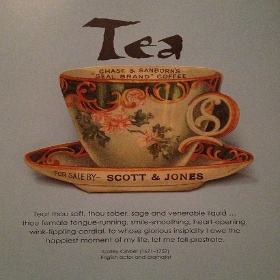 Tea
CHASE & SANBORN'S
"SEAL BRAND" COFFEE
FOR SALE BY—
SCOTT & JONES
Tea! thou soft, thou sober, sage and venerable liquid ...
thou female tongue-running, smile-smoothing, heart-opening,
wink-tippling cordial, to whose glorious insipidity I owe the
happiest moment of my life, let me fall prostrate.
Colley Cibber (1671-1757)
English actor and dramatist